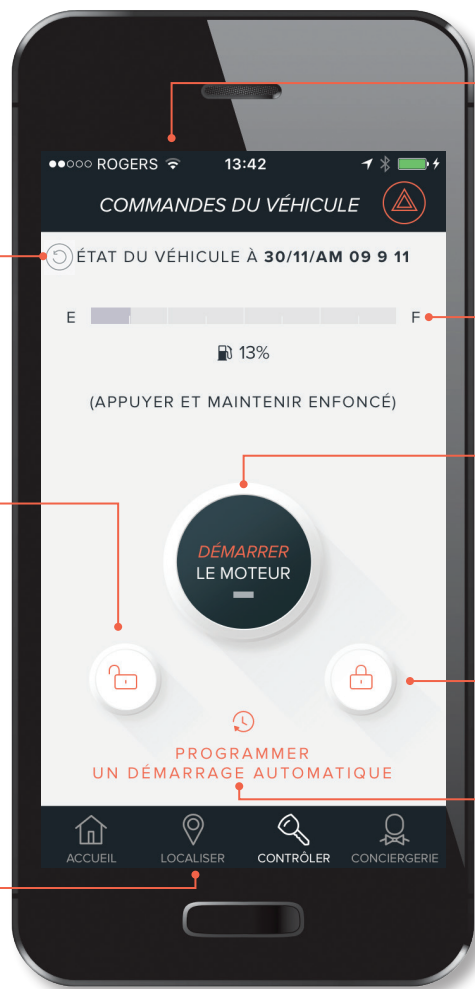 ROGERS 13:42
COMMANDES DU VÉHICULE
ÉTAT DU VÉHICULE À 30/11/AM 09 9 11
E F
13%
(APPUYER ET MAINTENIR ENFONCÉ)
DÉMARRER
LE MOTEUR
PROGRAMMER
UN DÉMARRAGE AUTOMATIQUE
ACCUEIL LOCALISER CONTRÔLER CONCIERGERIE